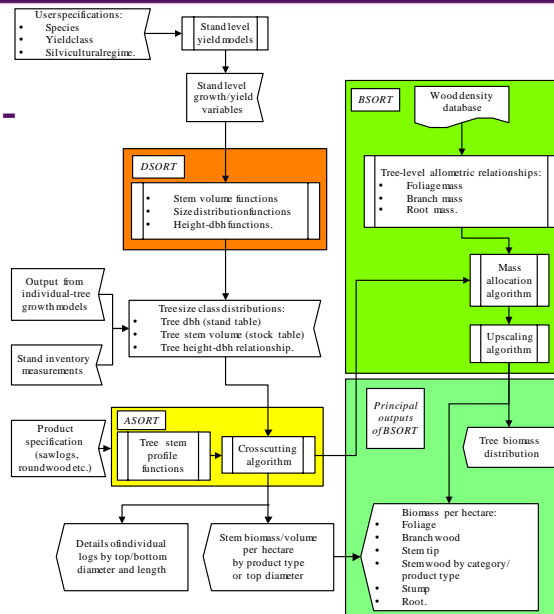 User specifications:
• Species
• Yield class
• Silvicultural regime.
Stand level
yield models
Stand level
growth/yield
variables
BSORT
Wood density
database
DSORT
• Stem volume functions
• Size distribution functions
• Height-dbh functions.
Tree-level allometric relationships:
• Foliage mass
• Branch mass
• Root mass.
Output from
individual-tree
growth models
Mass
allocation
algorithm
Tree size class distributions:
• Tree dbh (stand table)
• Tree stem volume (stock table)
• Tree height-dbh relationship.
Stand inventory
measurements
Upscaling
algorithm
Product
specification
(sawlogs,
roundwood etc.)
ASORT
Tree stem
profile
functions
Crosscutting
algorithm
Principal
outputs
of BSORT
Tree biomass
distribution
Details of individual
logs by top/bottom
diameter and length
Stem biomass/volume
per hectare
by product type
or top diameter
Biomass per hectare:
• Foliage
• Branch wood
• Stem tip
• Stem wood by category/
product type
• Stump
• Root.